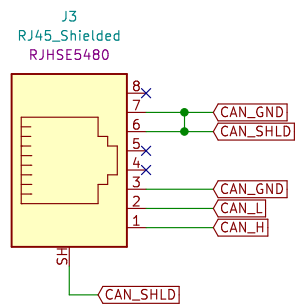 J3
RJ45_Shielded
RJHSE5480
8
7 CAN_GND
6 CAN_SHLD
5
4
3 CAN_GND
2 CAN_L
1 CAN_H
SH
CAN_SHLD